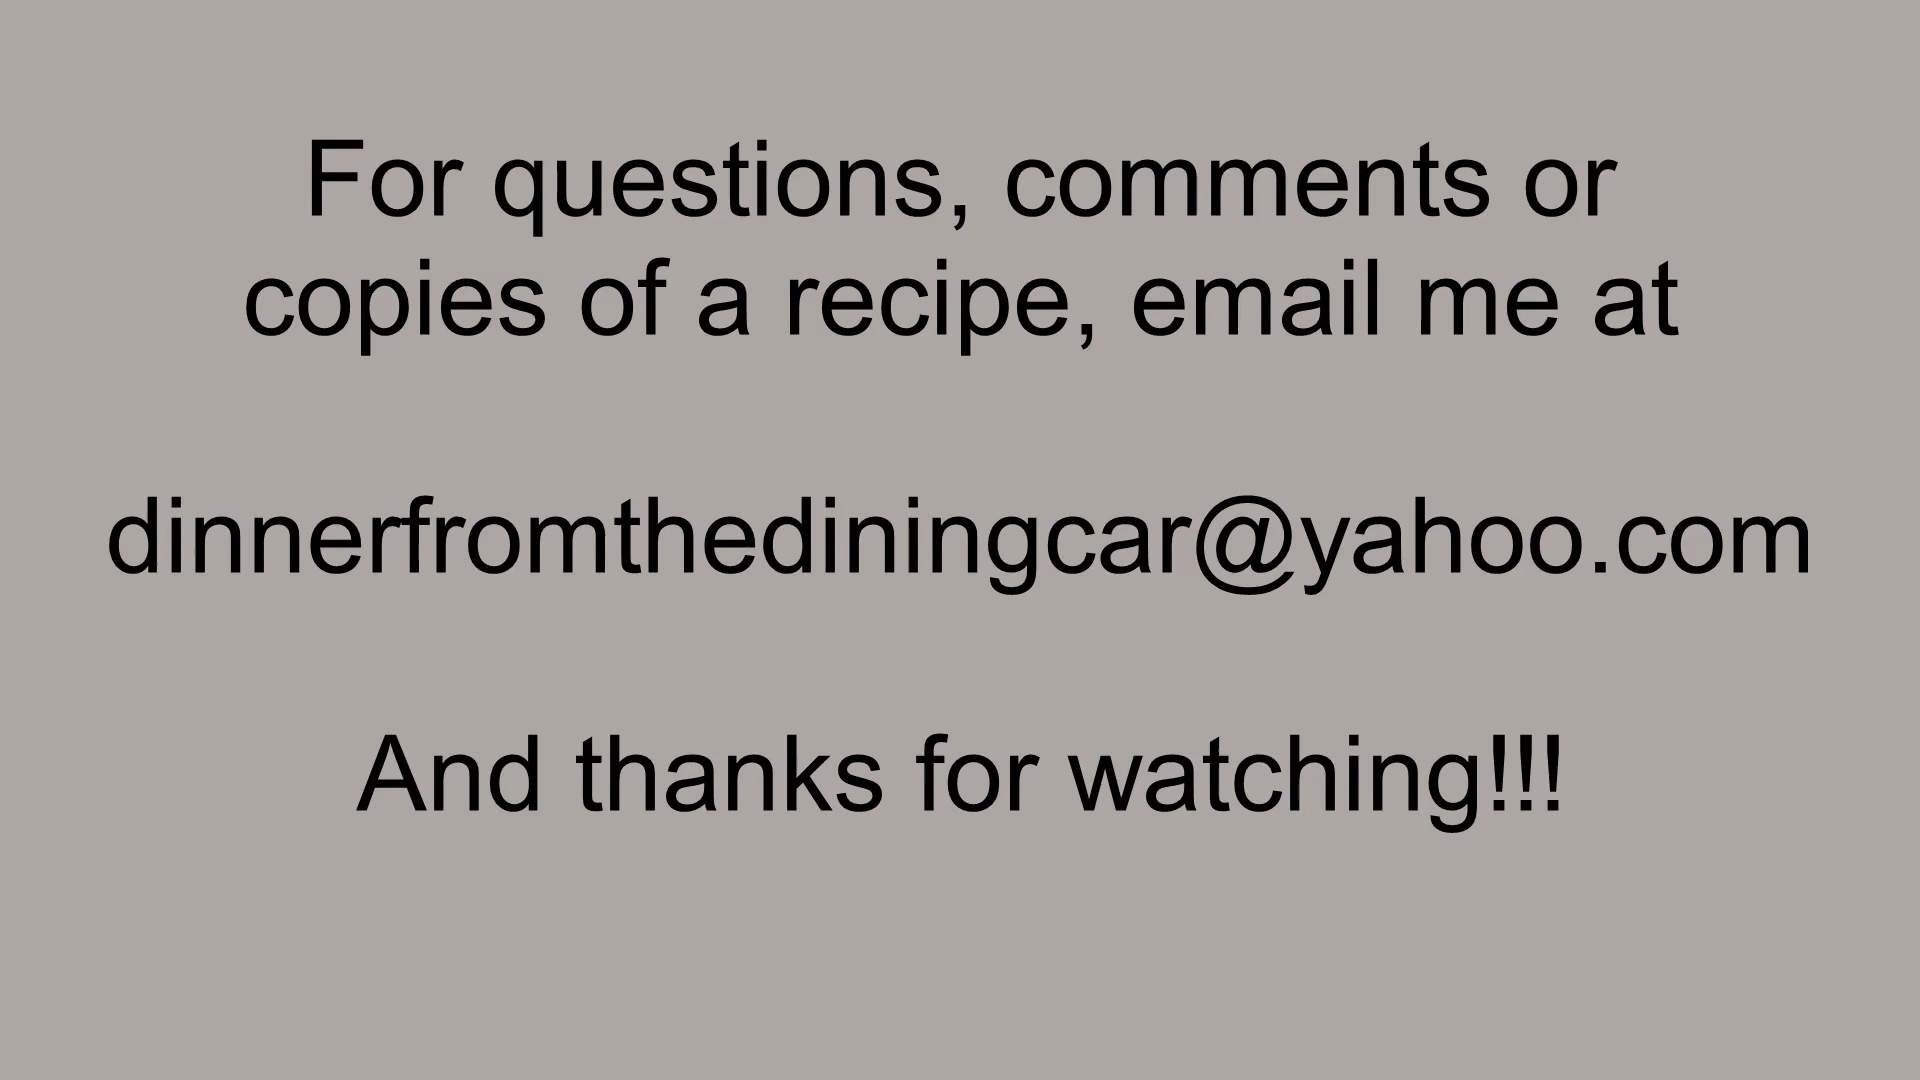 For questions, comments or
copies of a recipe, email me at
dinnerfromthediningcar@yahoo.com
And thanks for watching!!!